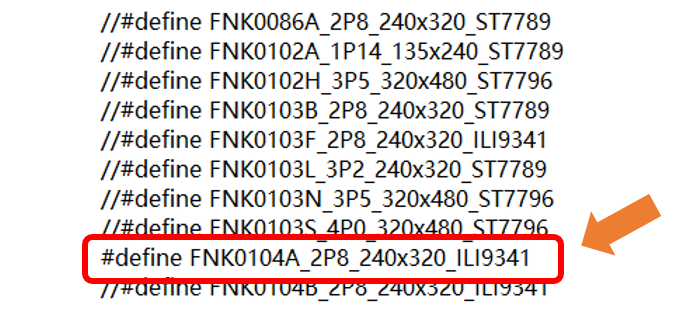 //#define FNK0086A_2P8_240x320_ST7789
//#define FNK0102A_1P14_135x240_ST7789
//#define FNK0102H_3P5_320x480_ST7796
//#define FNK0103B_2P8_240x320_ST7789
//#define FNK0103F_2P8_240x320_ILI9341
//#define FNK0103L_3P2_240x320_ST7789
//#define FNK0103N_3P5_320x480_ST7796
//#define FNK0103S_4P0_320x480_ST7796
#define FNK0104A_2P8_240x320_ILI9341
//#define FNK0104B_2P8_240x320_ILI9341